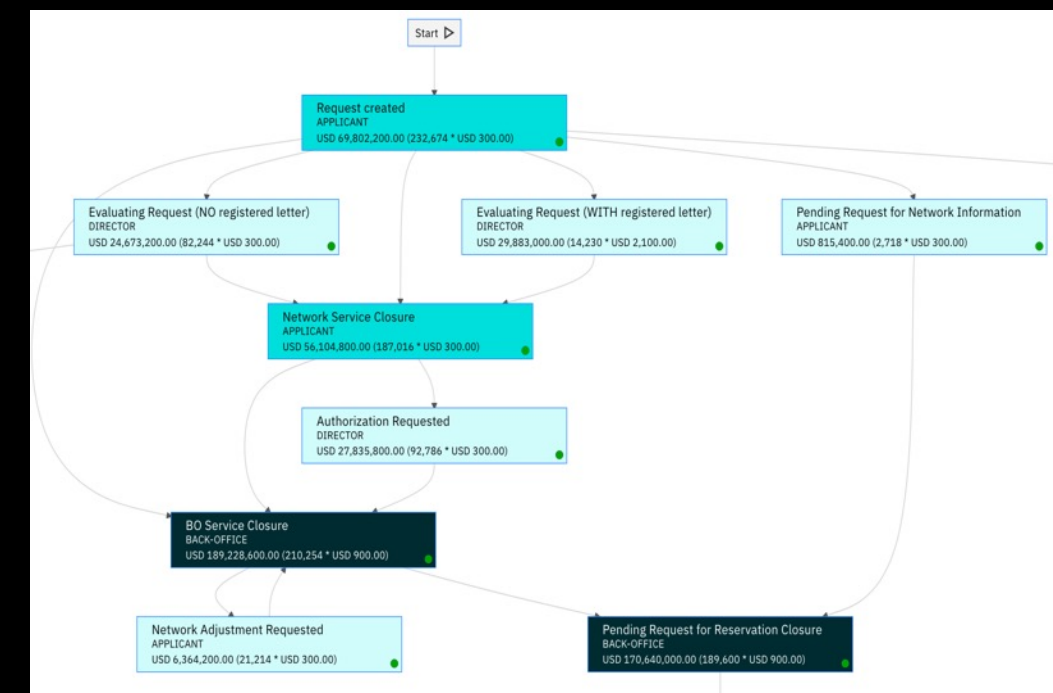 Start
Request created
APPLICANT
USD 69,802,200.00 (232,674 * USD 300.00)
Evaluating Request (NO registered letter)
DIRECTOR
USD 24,673,200.00 (82,244 * USD 300.00)
Evaluating Request (WITH registered letter)
DIRECTOR
USD 29,883,000.00 (14,230 * USD 2,100.00)
Pending Request for Network Information
APPLICANT
USD 815,400.00 (2,718 * USD 300.00)
Network Service Closure
APPLICANT
USD 56,104,800.00 (187,016 * USD 300.00)
Authorization Requested
DIRECTOR
USD 27,835,800.00 (92,786 * USD 300.00)
BO Service Closure
BACK-OFFICE
USD 189,228,600.00 (210,254 * USD 900.00)
Network Adjustment Requested
APPLICANT
USD 6,364,200.00 (21,214 * USD 300.00)
Pending Request for Reservation Closure
BACK-OFFICE
USD 170,640,000.00 (189,600 * USD 900.00)